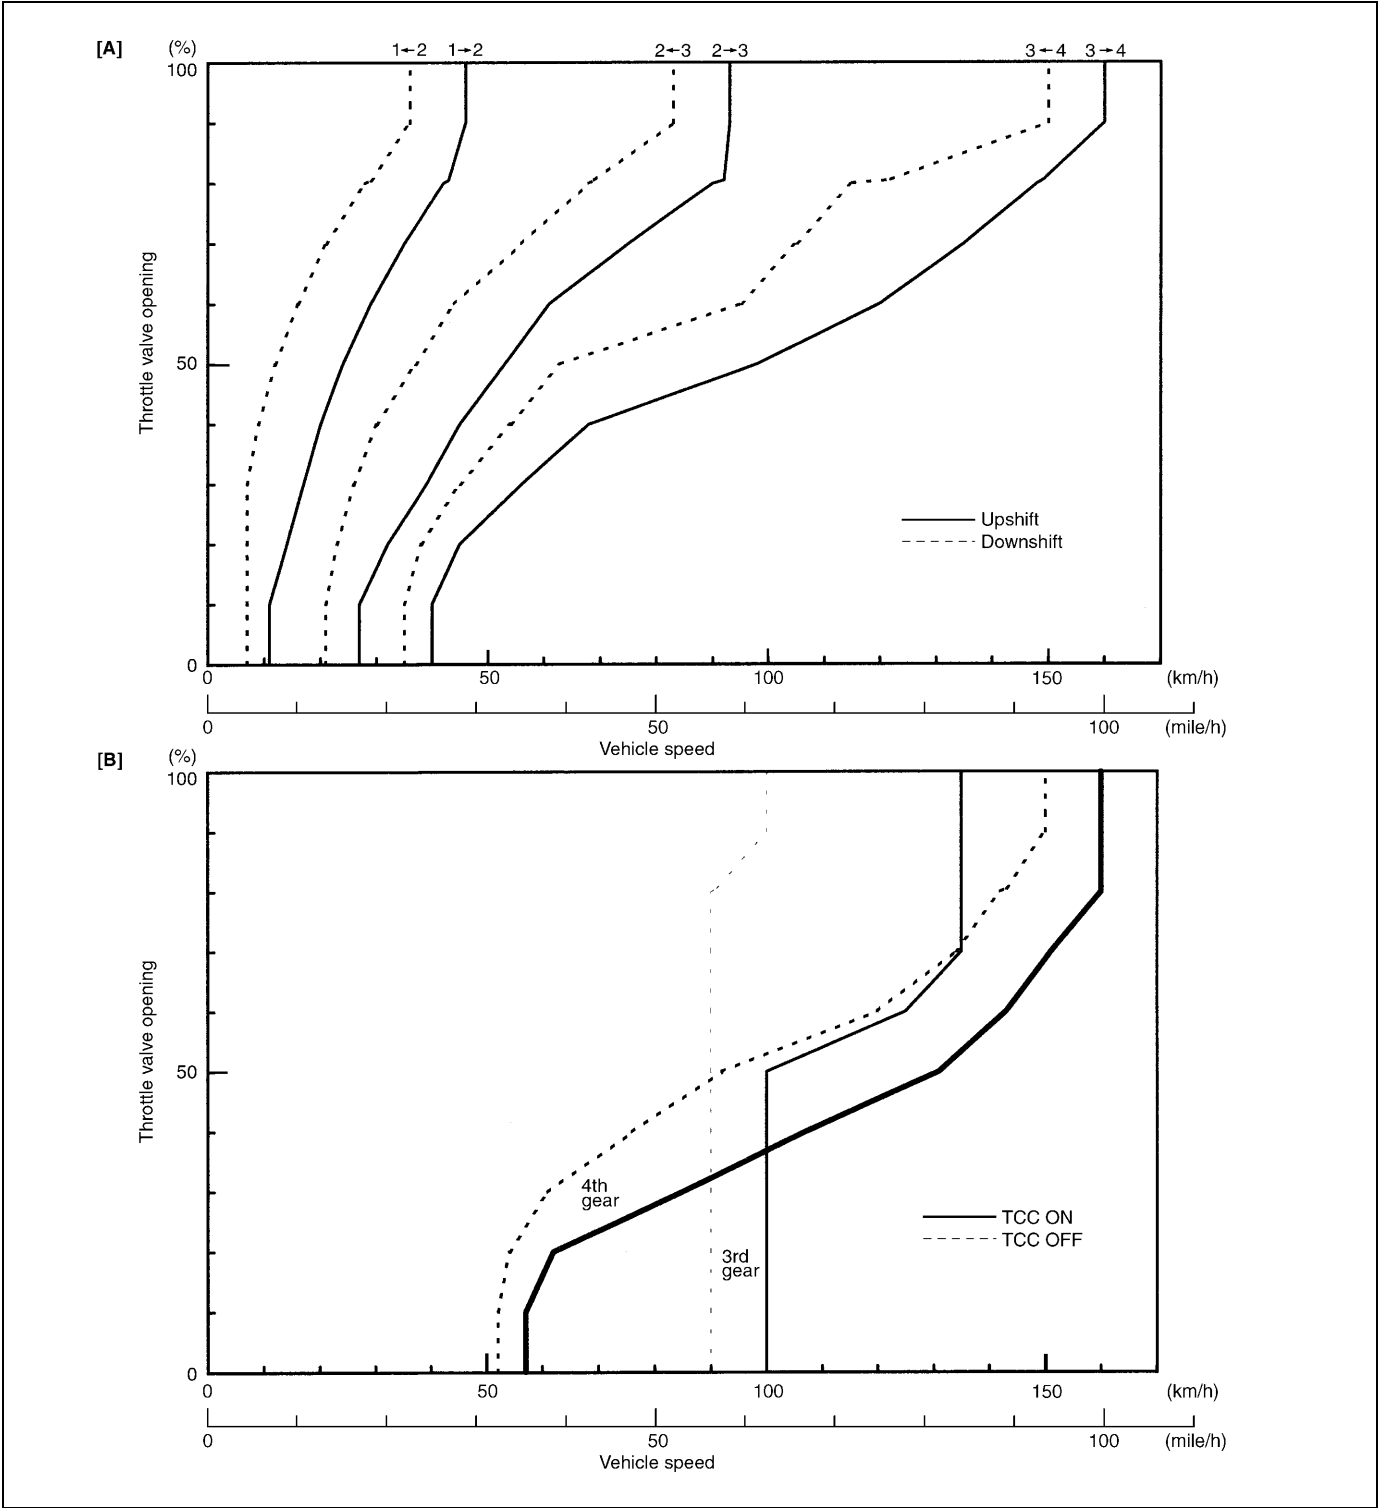 [A]
(%)
1←2 1→2 2←3 2→3 3←4 3→4
100
Throttle valve opening
50
Upshift
Downshift
0
0 50 100 150 (km/h)
0 50 100 (mile/h)
Vehicle speed
[B]
(%)
100
Throttle valve opening
50
4th
gear
TCC ON
TCC OFF
3rd
gear
0
0 50 100 150 (km/h)
0 50 100 (mile/h)
Vehicle speed